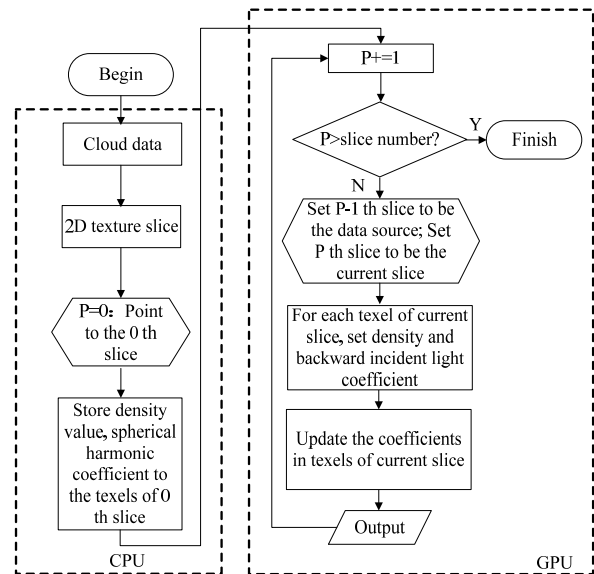 Begin
Cloud data
2D texture slice
P=0：Point
to the 0 th
slice
Store density
value, spherical
harmonic
coefficient to
the texels of 0
th slice
CPU
P+=1
P>slice number?
Y
Finish
N
Set P-1 th slice to be
the data source; Set
P th slice to be the
current slice
For each texel of current
slice, set density and
backward incident light
coefficient
Update the coefficients
in texels of current slice
Output
GPU